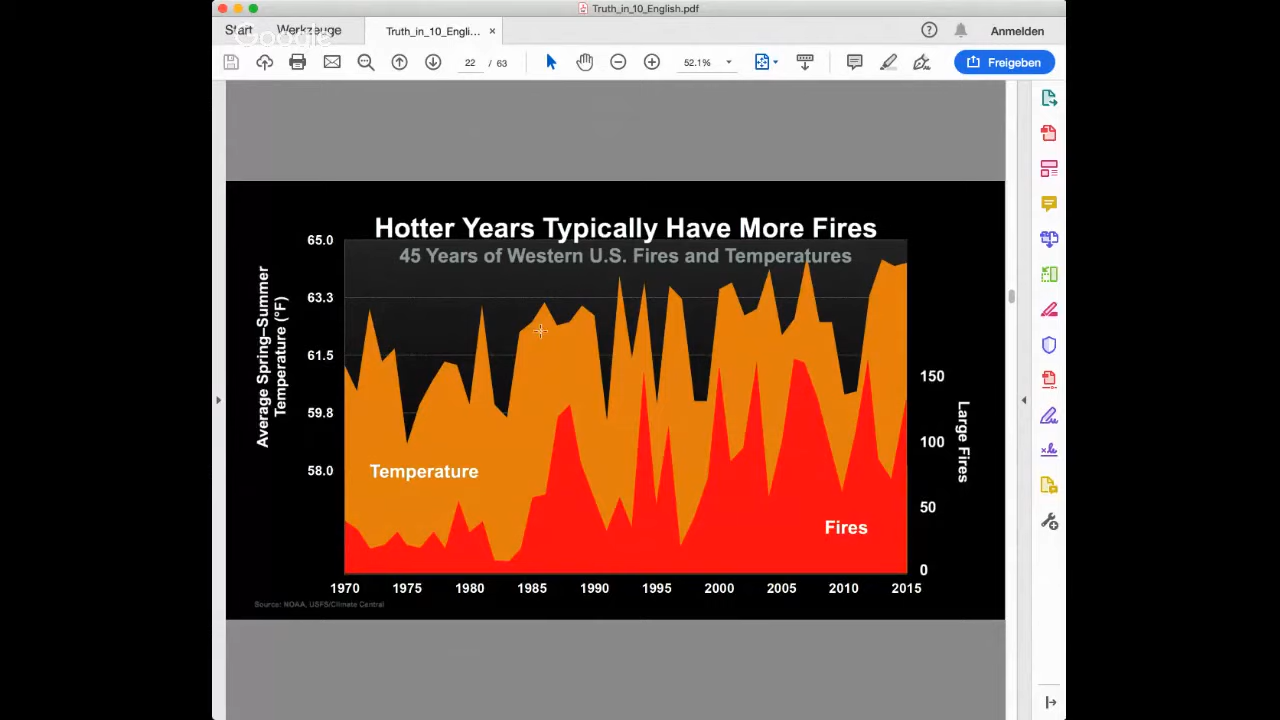 Truth_in_10_English.pdf
Start
Werkzeuge
Truth_in_10_Engli... ×
Google
Anmelden
22 / 63
52.1%
Freigeben
Hotter Years Typically Have More Fires
45 Years of Western U.S. Fires and Temperatures
65.0
63.3
61.5
59.8
58.0
Average Spring–Summer
Temperature (°F)
150
100
50
0
Large Fires
Temperature
Fires
1970 1975 1980 1985 1990 1995 2000 2005 2010 2015
Source: NOAA, USFS/Climate Central